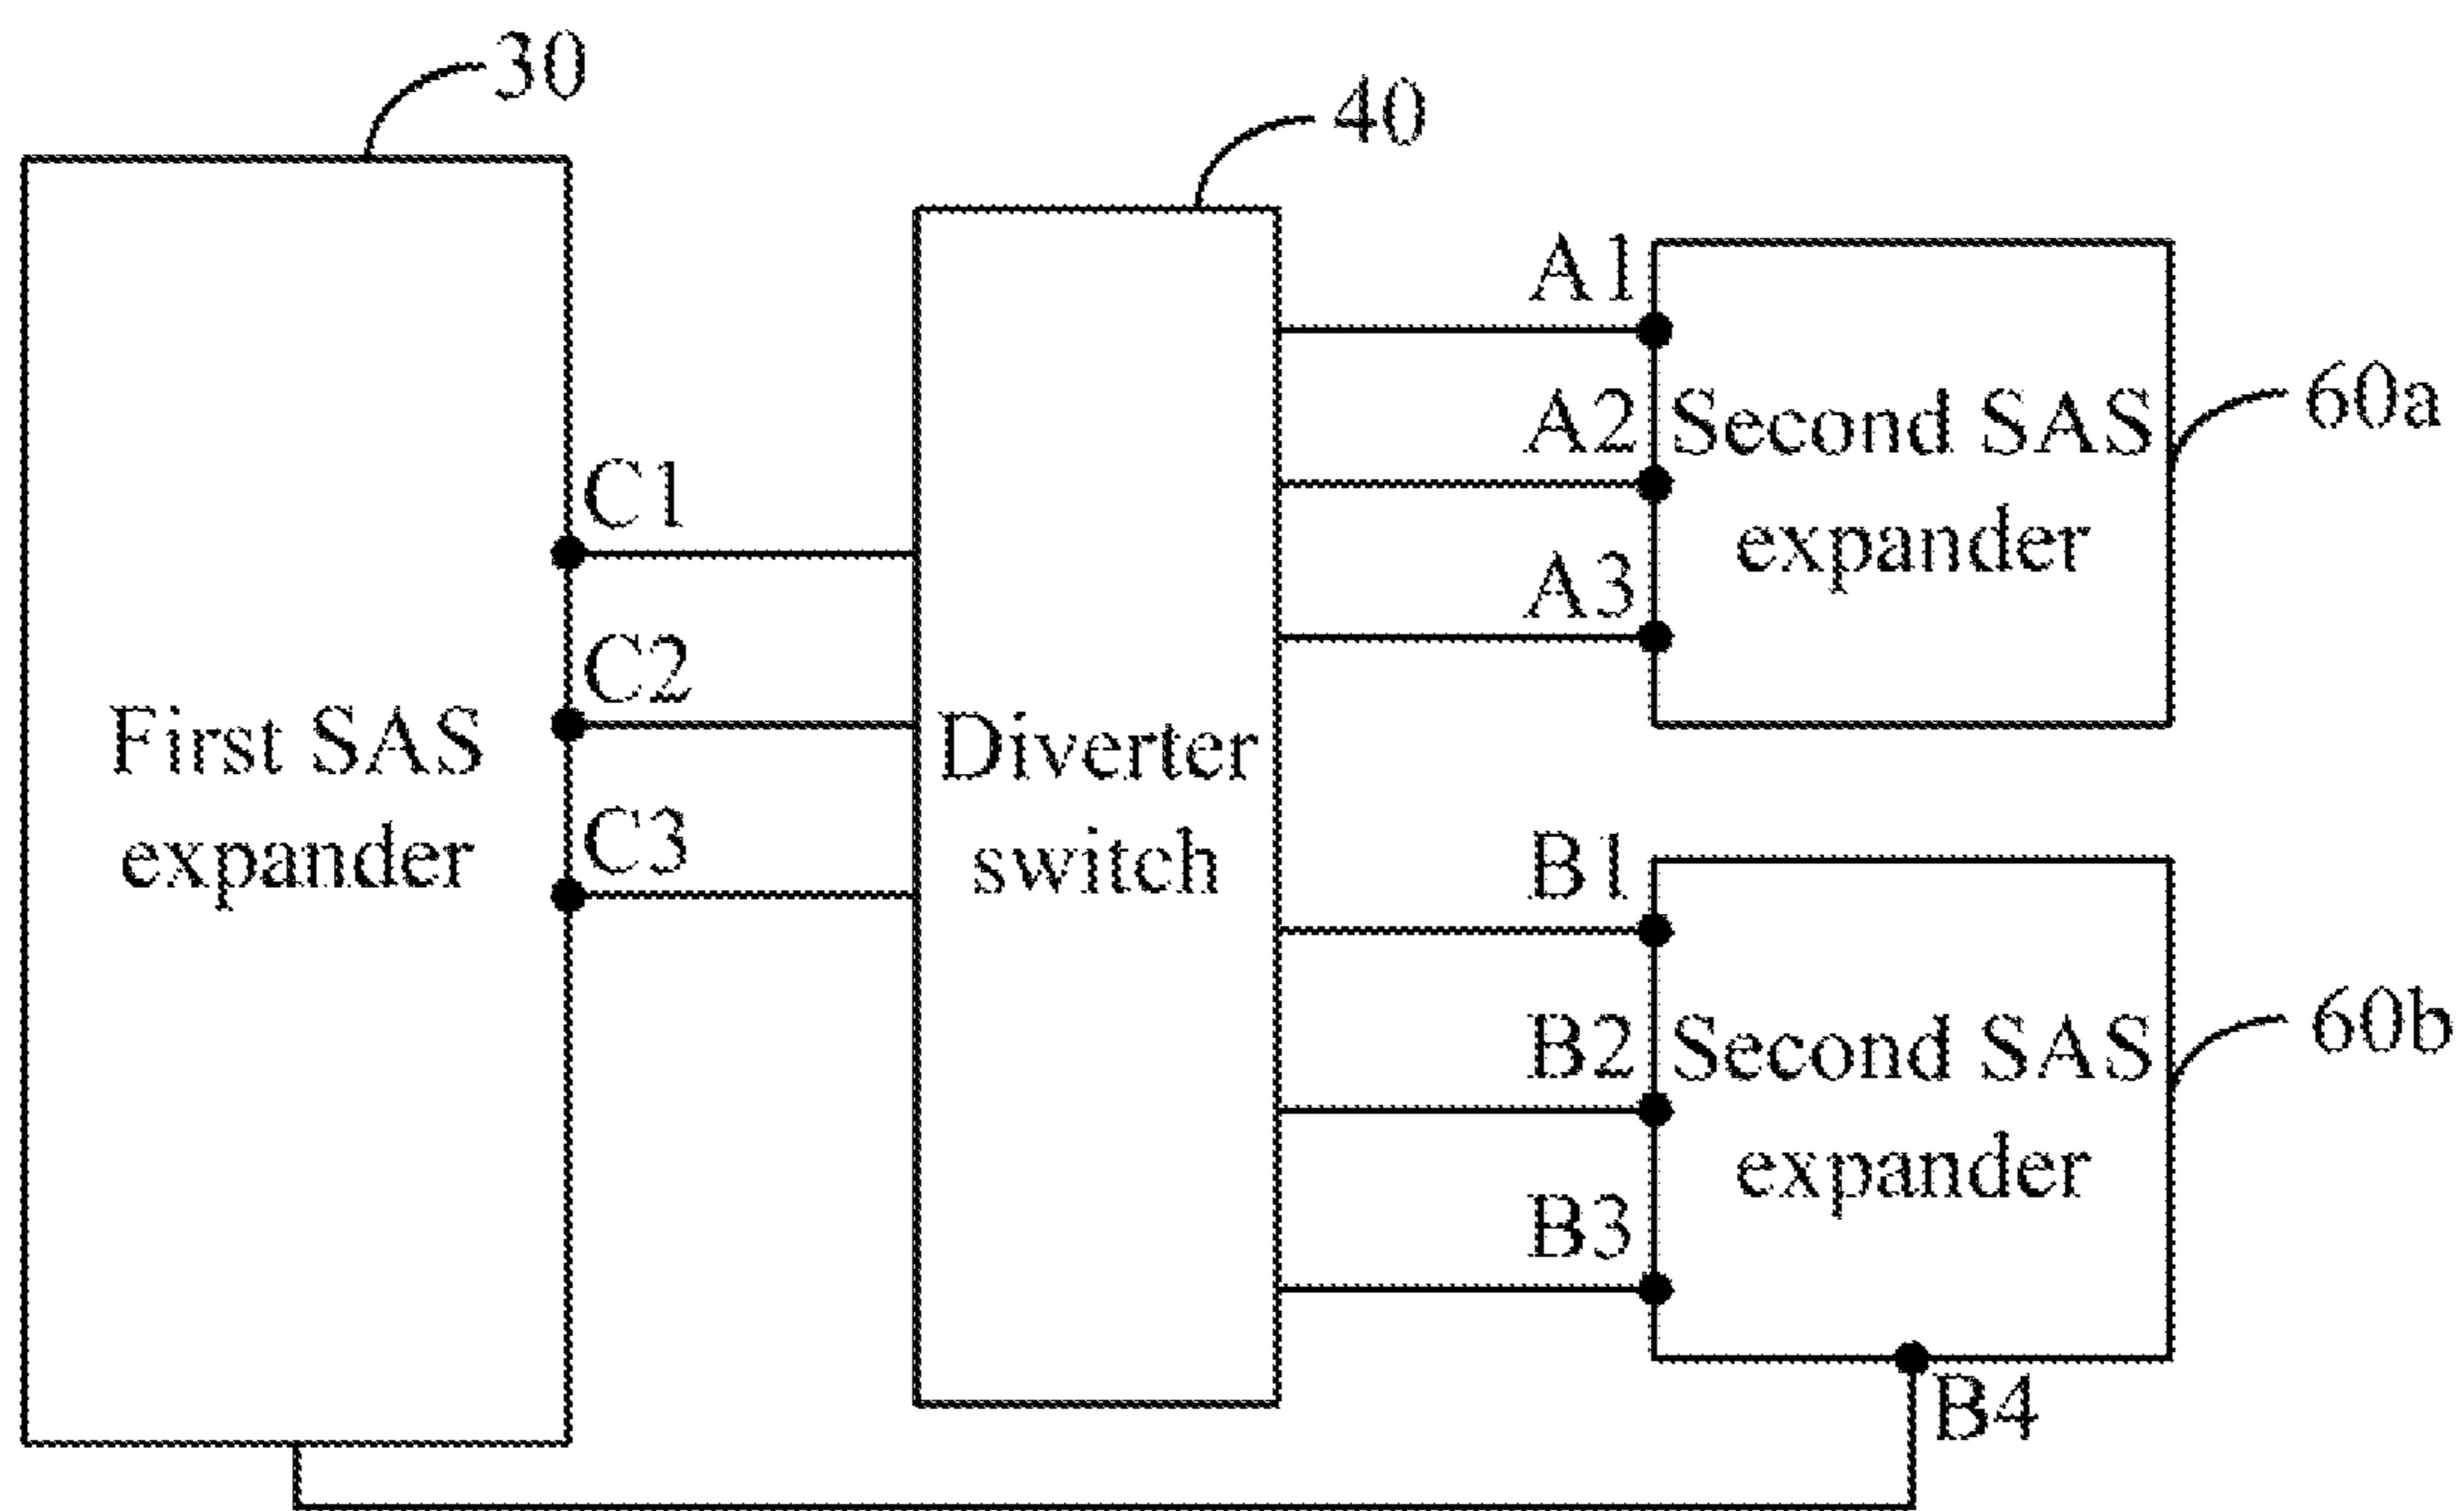 30
40
A1
A2
A3
Second SAS
expander
60a
C1
C2
C3
First SAS
expander
Diverter
switch
B1
B2
B3
Second SAS
expander
60b
B4